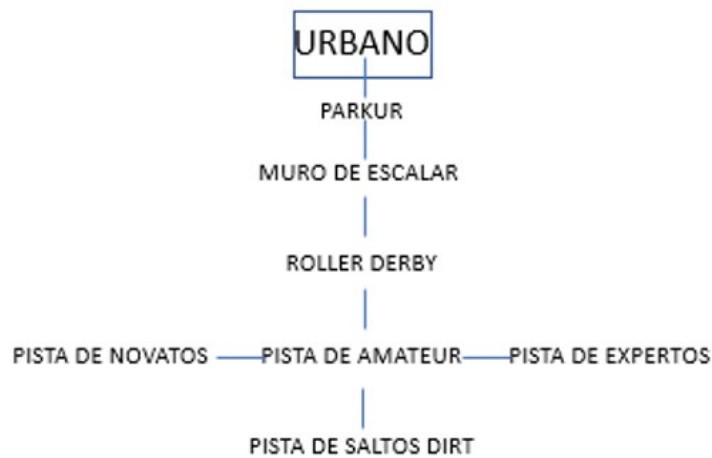 URBANO
PARKUR
MURO DE ESCALAR
ROLLER DERBY
PISTA DE NOVATOS PISTA DE AMATEUR PISTA DE EXPERTOS
PISTA DE SALTOS DIRT